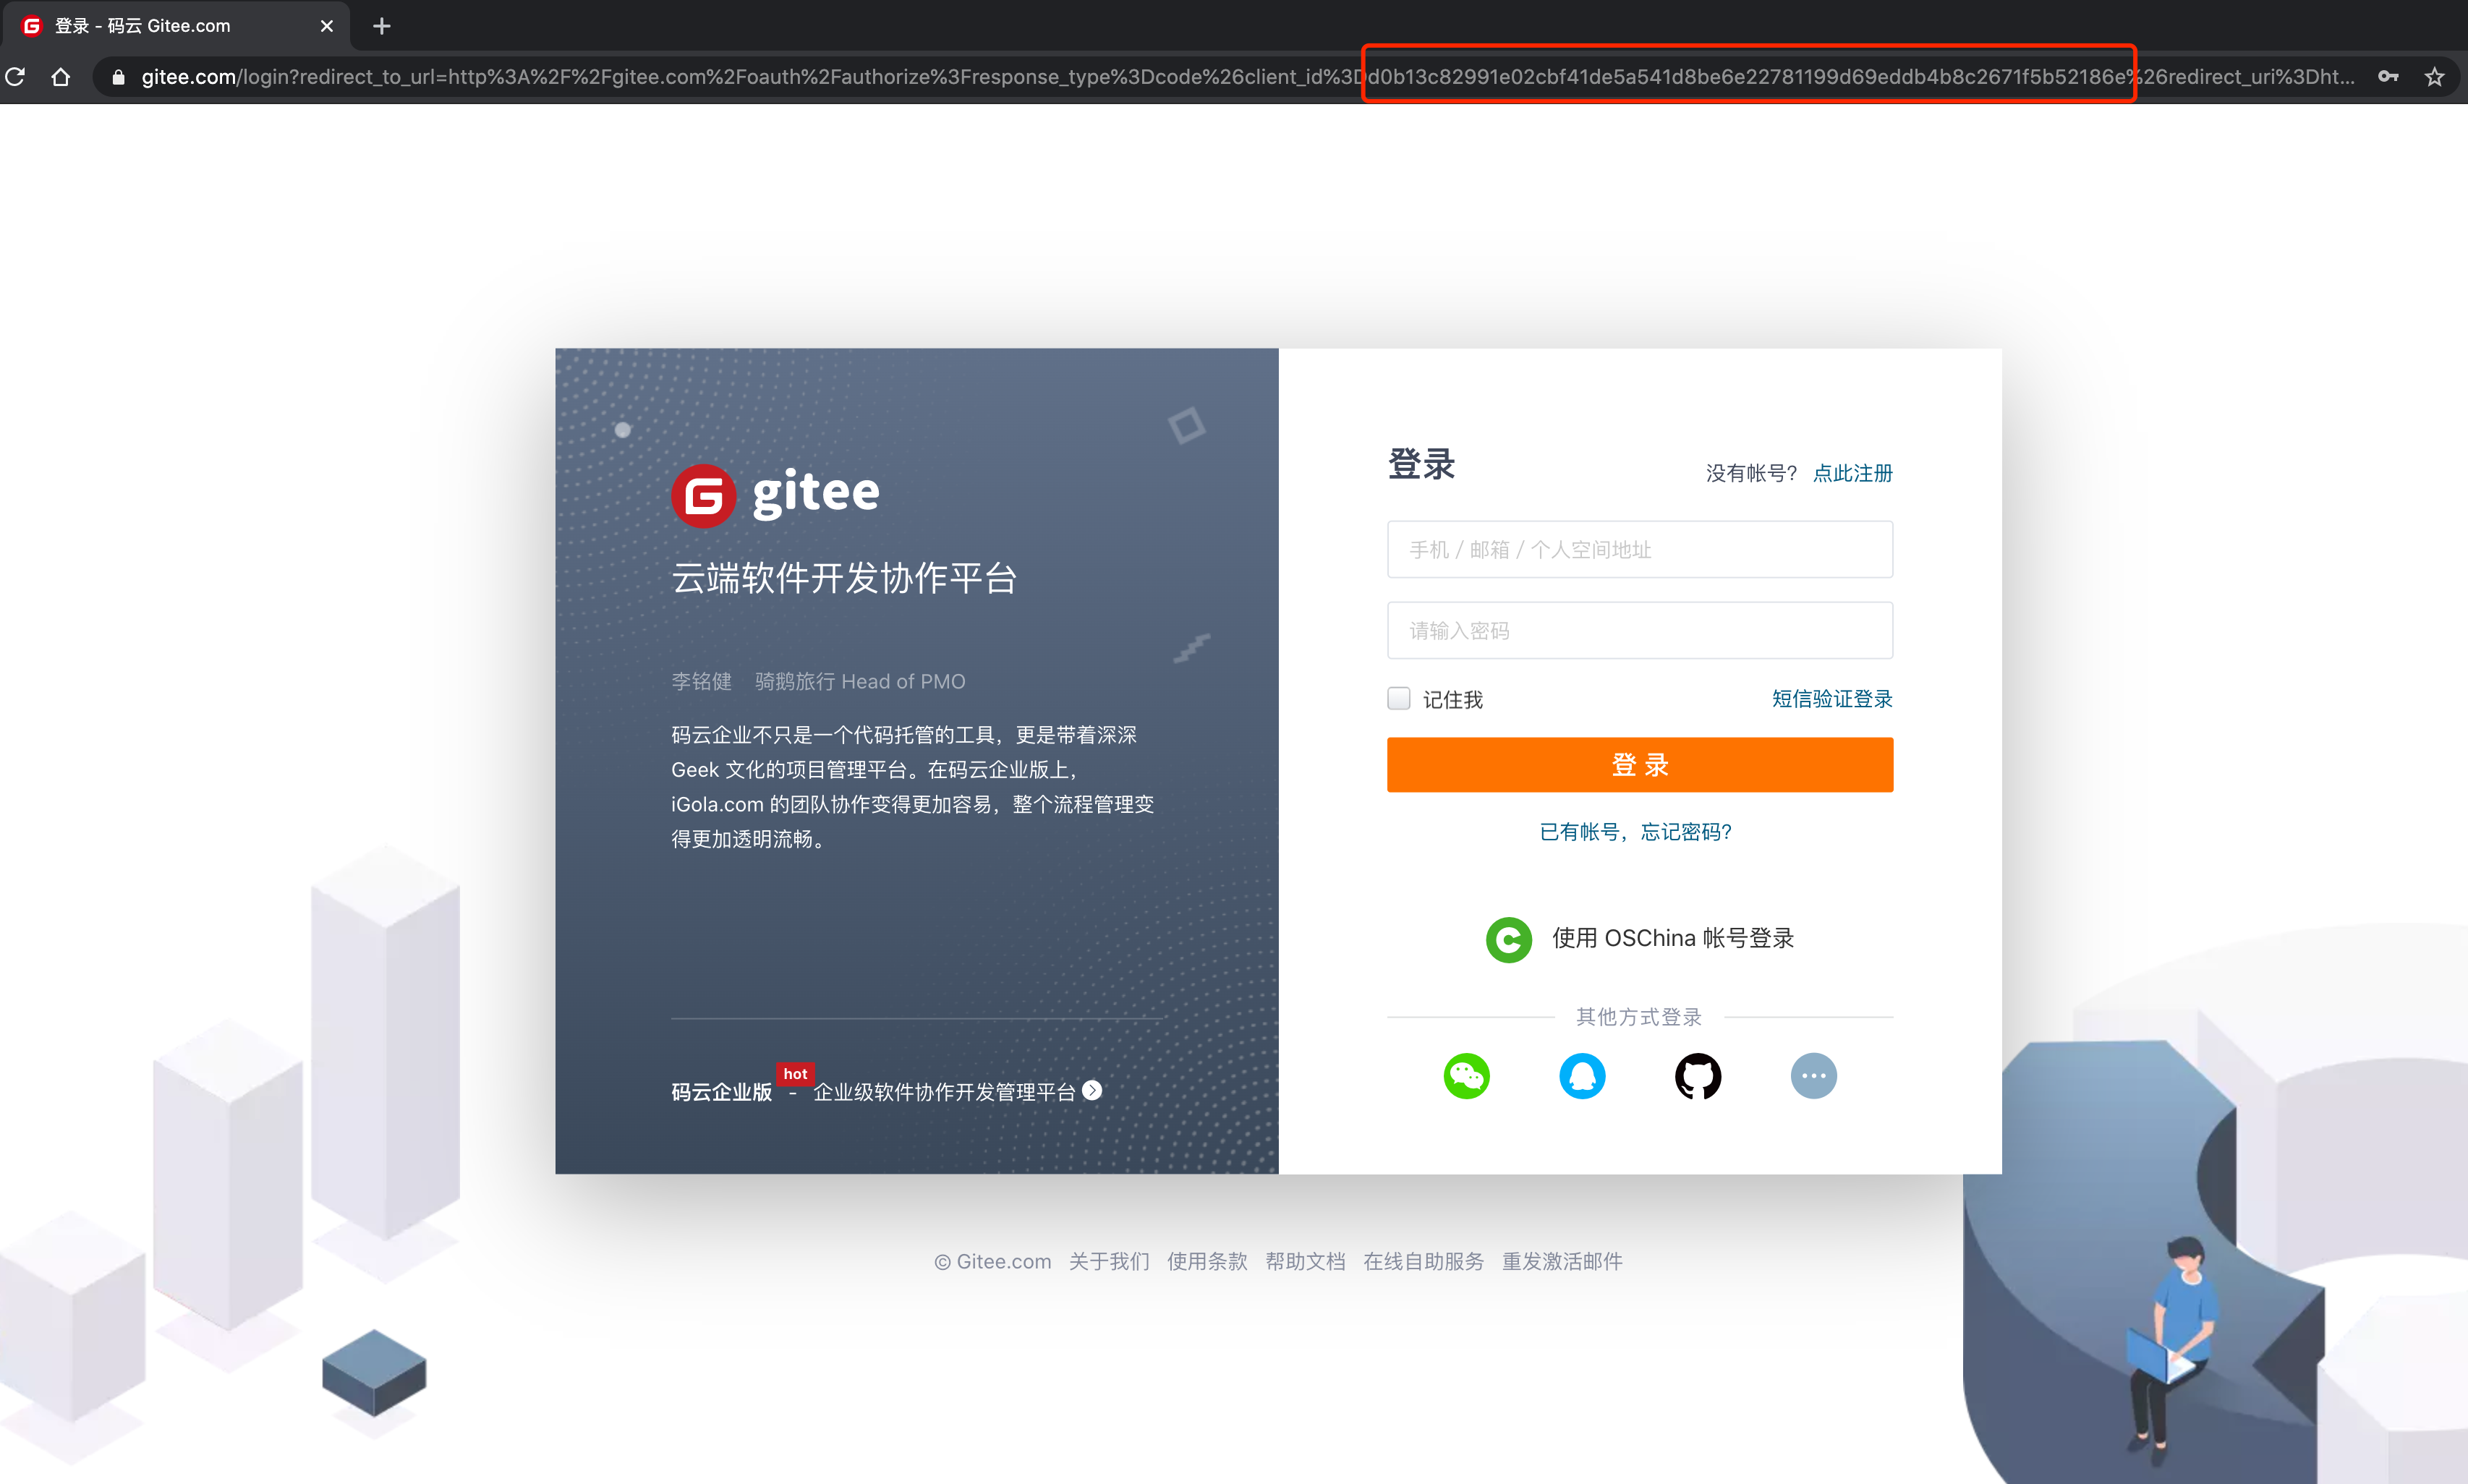 登录 - 码云 Gitee.com
gitee.com/login?redirect_to_url=http%3A%2F%2Fgitee.com%2Foauth%2Fauthorize%3Fresponse_type%3Dcode%26client_id%3Dd0b13c82991e02cbf41de5a541d8be6e22781199d69eddb4b8c2671f5b52186e%26redirect_uri%3Dht...
gitee
云端软件开发协作平台
李铭健 骑鹅旅行 Head of PMO
码云企业不只是一个代码托管的工具，更是带着深深
Geek 文化的项目管理平台。在码云企业版上，
iGola.com 的团队协作变得更加容易，整个流程管理变
得更加透明流畅。
hot
码云企业版 - 企业级软件协作开发管理平台
登录
没有帐号？ 点此注册
手机 / 邮箱 / 个人空间地址
请输入密码
记住我 短信验证登录
登 录
已有帐号，忘记密码？
使用 OSChina 帐号登录
其他方式登录
© Gitee.com 关于我们 使用条款 帮助文档 在线自助服务 重发激活邮件